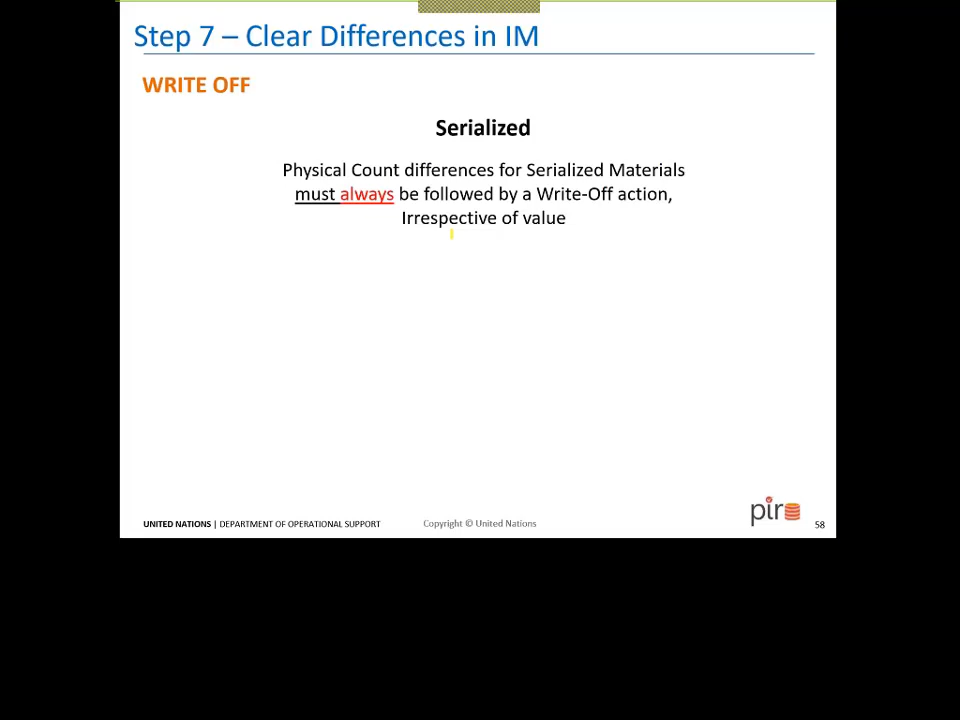 Step 7 – Clear Differences in IM
WRITE OFF
Serialized
Physical Count differences for Serialized Materials
must always be followed by a Write-Off action,
Irrespective of value
UNITED NATIONS | DEPARTMENT OF OPERATIONAL SUPPORT
Copyright © United Nations
pir
58